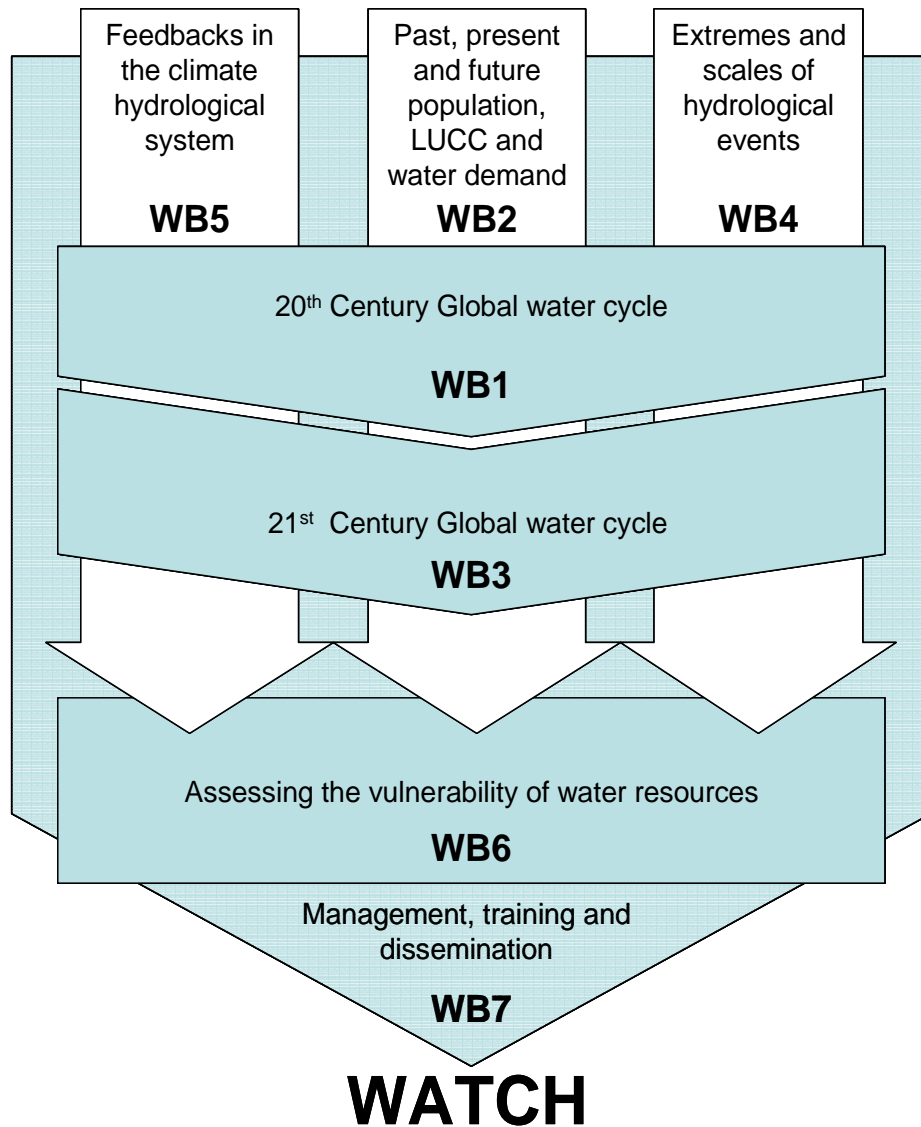 Feedbacks in
the climate
hydrological
system
WB5
Past, present
and future
population,
LUCC and
water demand
WB2
Extremes and
scales of
hydrological
events
WB4
20th Century Global water cycle
WB1
21st Century Global water cycle
WB3
Assessing the vulnerability of water resources
WB6
Management, training and
dissemination
WB7
WATCH